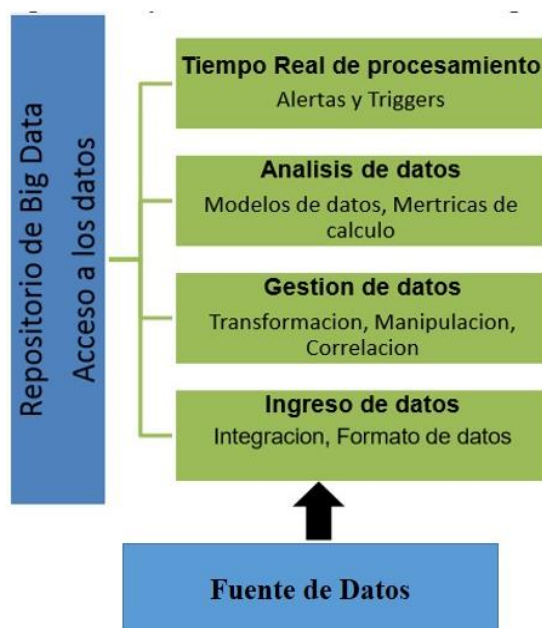 Repositorio de Big Data
Acceso a los datos
Tiempo Real de procesamiento
Alertas y Triggers
Analisis de datos
Modelos de datos, Mertricas de
calculo
Gestion de datos
Transformacion, Manipulacion,
Correlacion
Ingreso de datos
Integracion, Formato de datos
Fuente de Datos